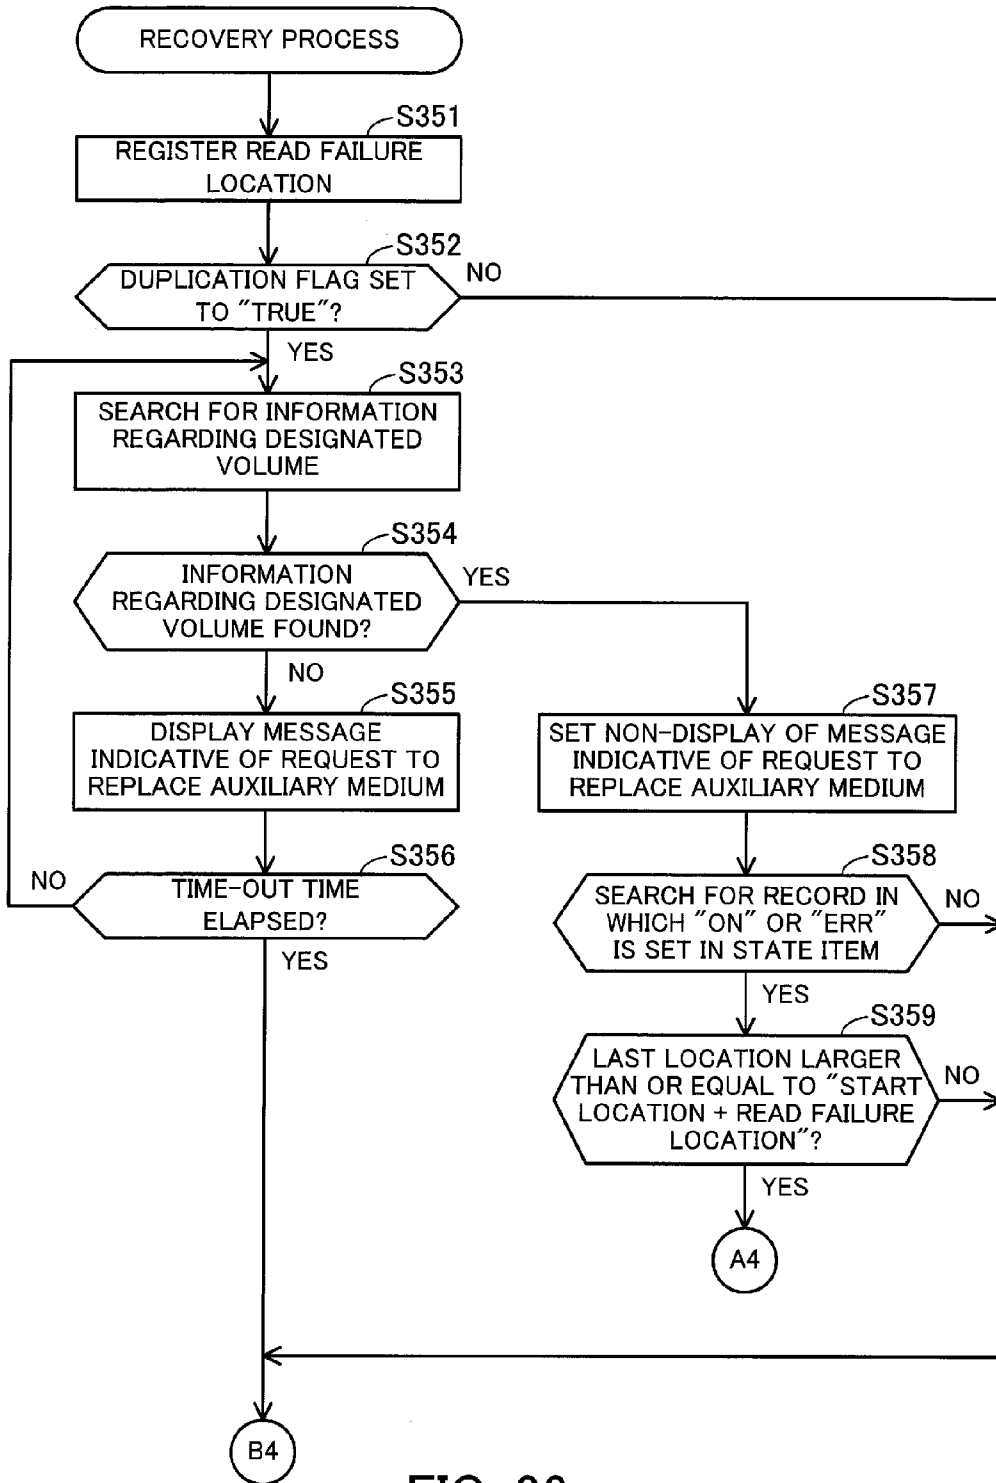 RECOVERY PROCESS
S351
REGISTER READ FAILURE
LOCATION
S352
DUPLICATION FLAG SET
TO "TRUE"?
NO
YES
S353
SEARCH FOR INFORMATION
REGARDING DESIGNATED
VOLUME
S354
INFORMATION
REGARDING DESIGNATED
VOLUME FOUND?
YES
NO
S355
DISPLAY MESSAGE
INDICATIVE OF REQUEST TO
REPLACE AUXILIARY MEDIUM
S356
TIME-OUT TIME
ELAPSED?
NO
YES
S357
SET NON-DISPLAY OF MESSAGE
INDICATIVE OF REQUEST TO
REPLACE AUXILIARY MEDIUM
S358
SEARCH FOR RECORD IN
WHICH "ON" OR "ERR"
IS SET IN STATE ITEM
NO
YES
S359
LAST LOCATION LARGER
THAN OR EQUAL TO "START
LOCATION + READ FAILURE
LOCATION"?
NO
YES
A4
B4